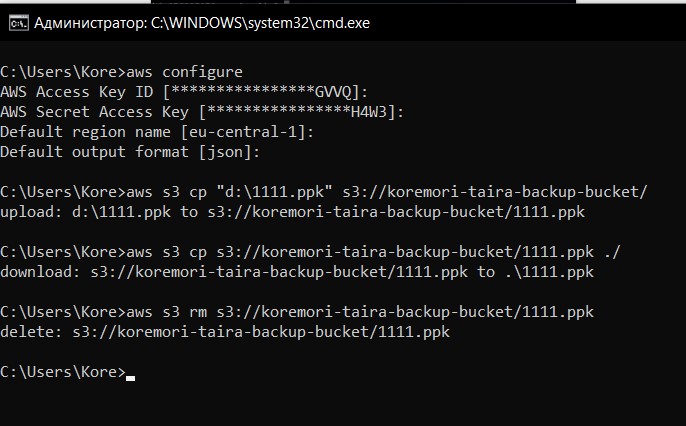 Администратор: C:\WINDOWS\system32\cmd.exe
C:\Users\Kore>aws configure
AWS Access Key ID [****************GVVQ]:
AWS Secret Access Key [****************H4W3]:
Default region name [eu-central-1]:
Default output format [json]:
C:\Users\Kore>aws s3 cp "d:\1111.ppk" s3://koremori-taira-backup-bucket/
upload: d:\1111.ppk to s3://koremori-taira-backup-bucket/1111.ppk
C:\Users\Kore>aws s3 cp s3://koremori-taira-backup-bucket/1111.ppk ./
download: s3://koremori-taira-backup-bucket/1111.ppk to .\1111.ppk
C:\Users\Kore>aws s3 rm s3://koremori-taira-backup-bucket/1111.ppk
delete: s3://koremori-taira-backup-bucket/1111.ppk
C:\Users\Kore>